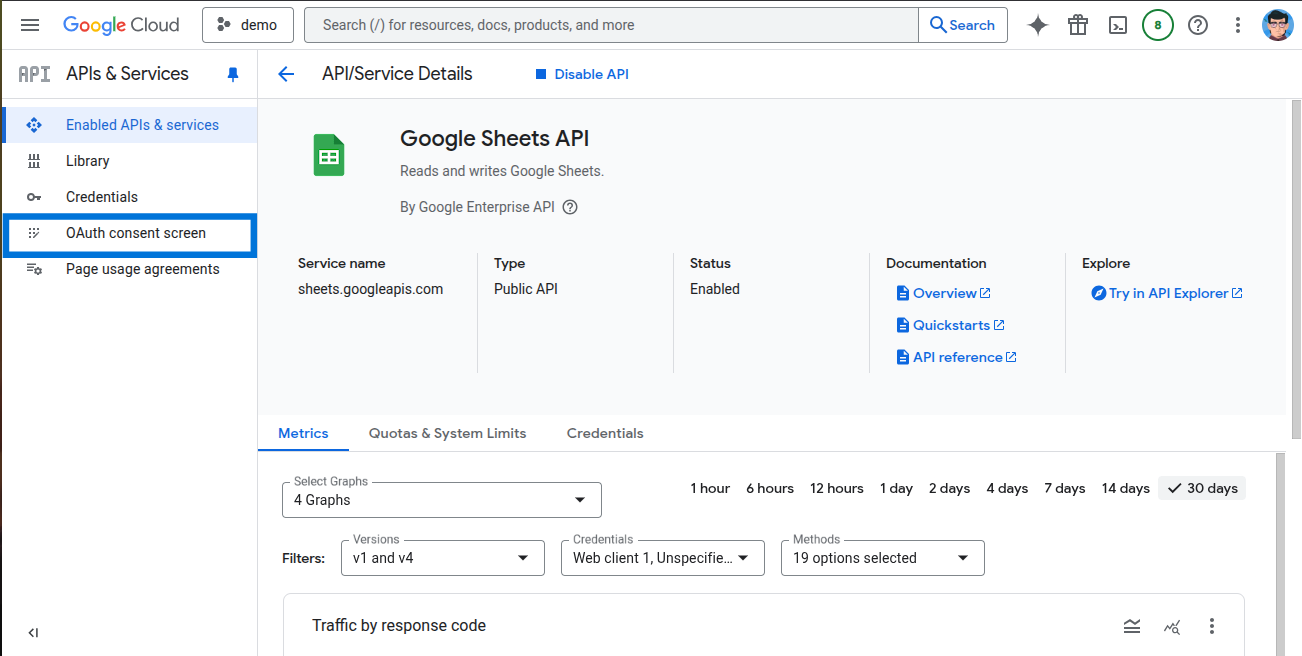 Google Cloud
demo
Search (/) for resources, docs, products, and more
Search
8
API
APIs & Services
API/Service Details
Disable API
Enabled APIs & services
Library
Credentials
OAuth consent screen
Page usage agreements
Google Sheets API
Reads and writes Google Sheets.
By Google Enterprise API
Service name
sheets.googleapis.com
Type
Public API
Status
Enabled
Documentation
Overview
Quickstarts
API reference
Explore
Try in API Explorer
Metrics
Quotas & System Limits
Credentials
Select Graphs
4 Graphs
1 hour
6 hours
12 hours
1 day
2 days
4 days
7 days
14 days
30 days
Filters:
Versions
v1 and v4
Credentials
Web client 1, Unspecifie...
Methods
19 options selected
Traffic by response code